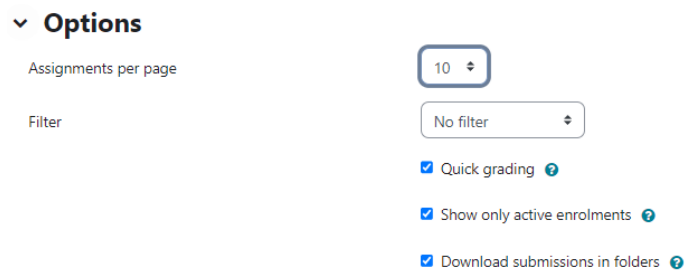 Options
Assignments per page
10
Filter
No filter
Quick grading
Show only active enrolments
Download submissions in folders